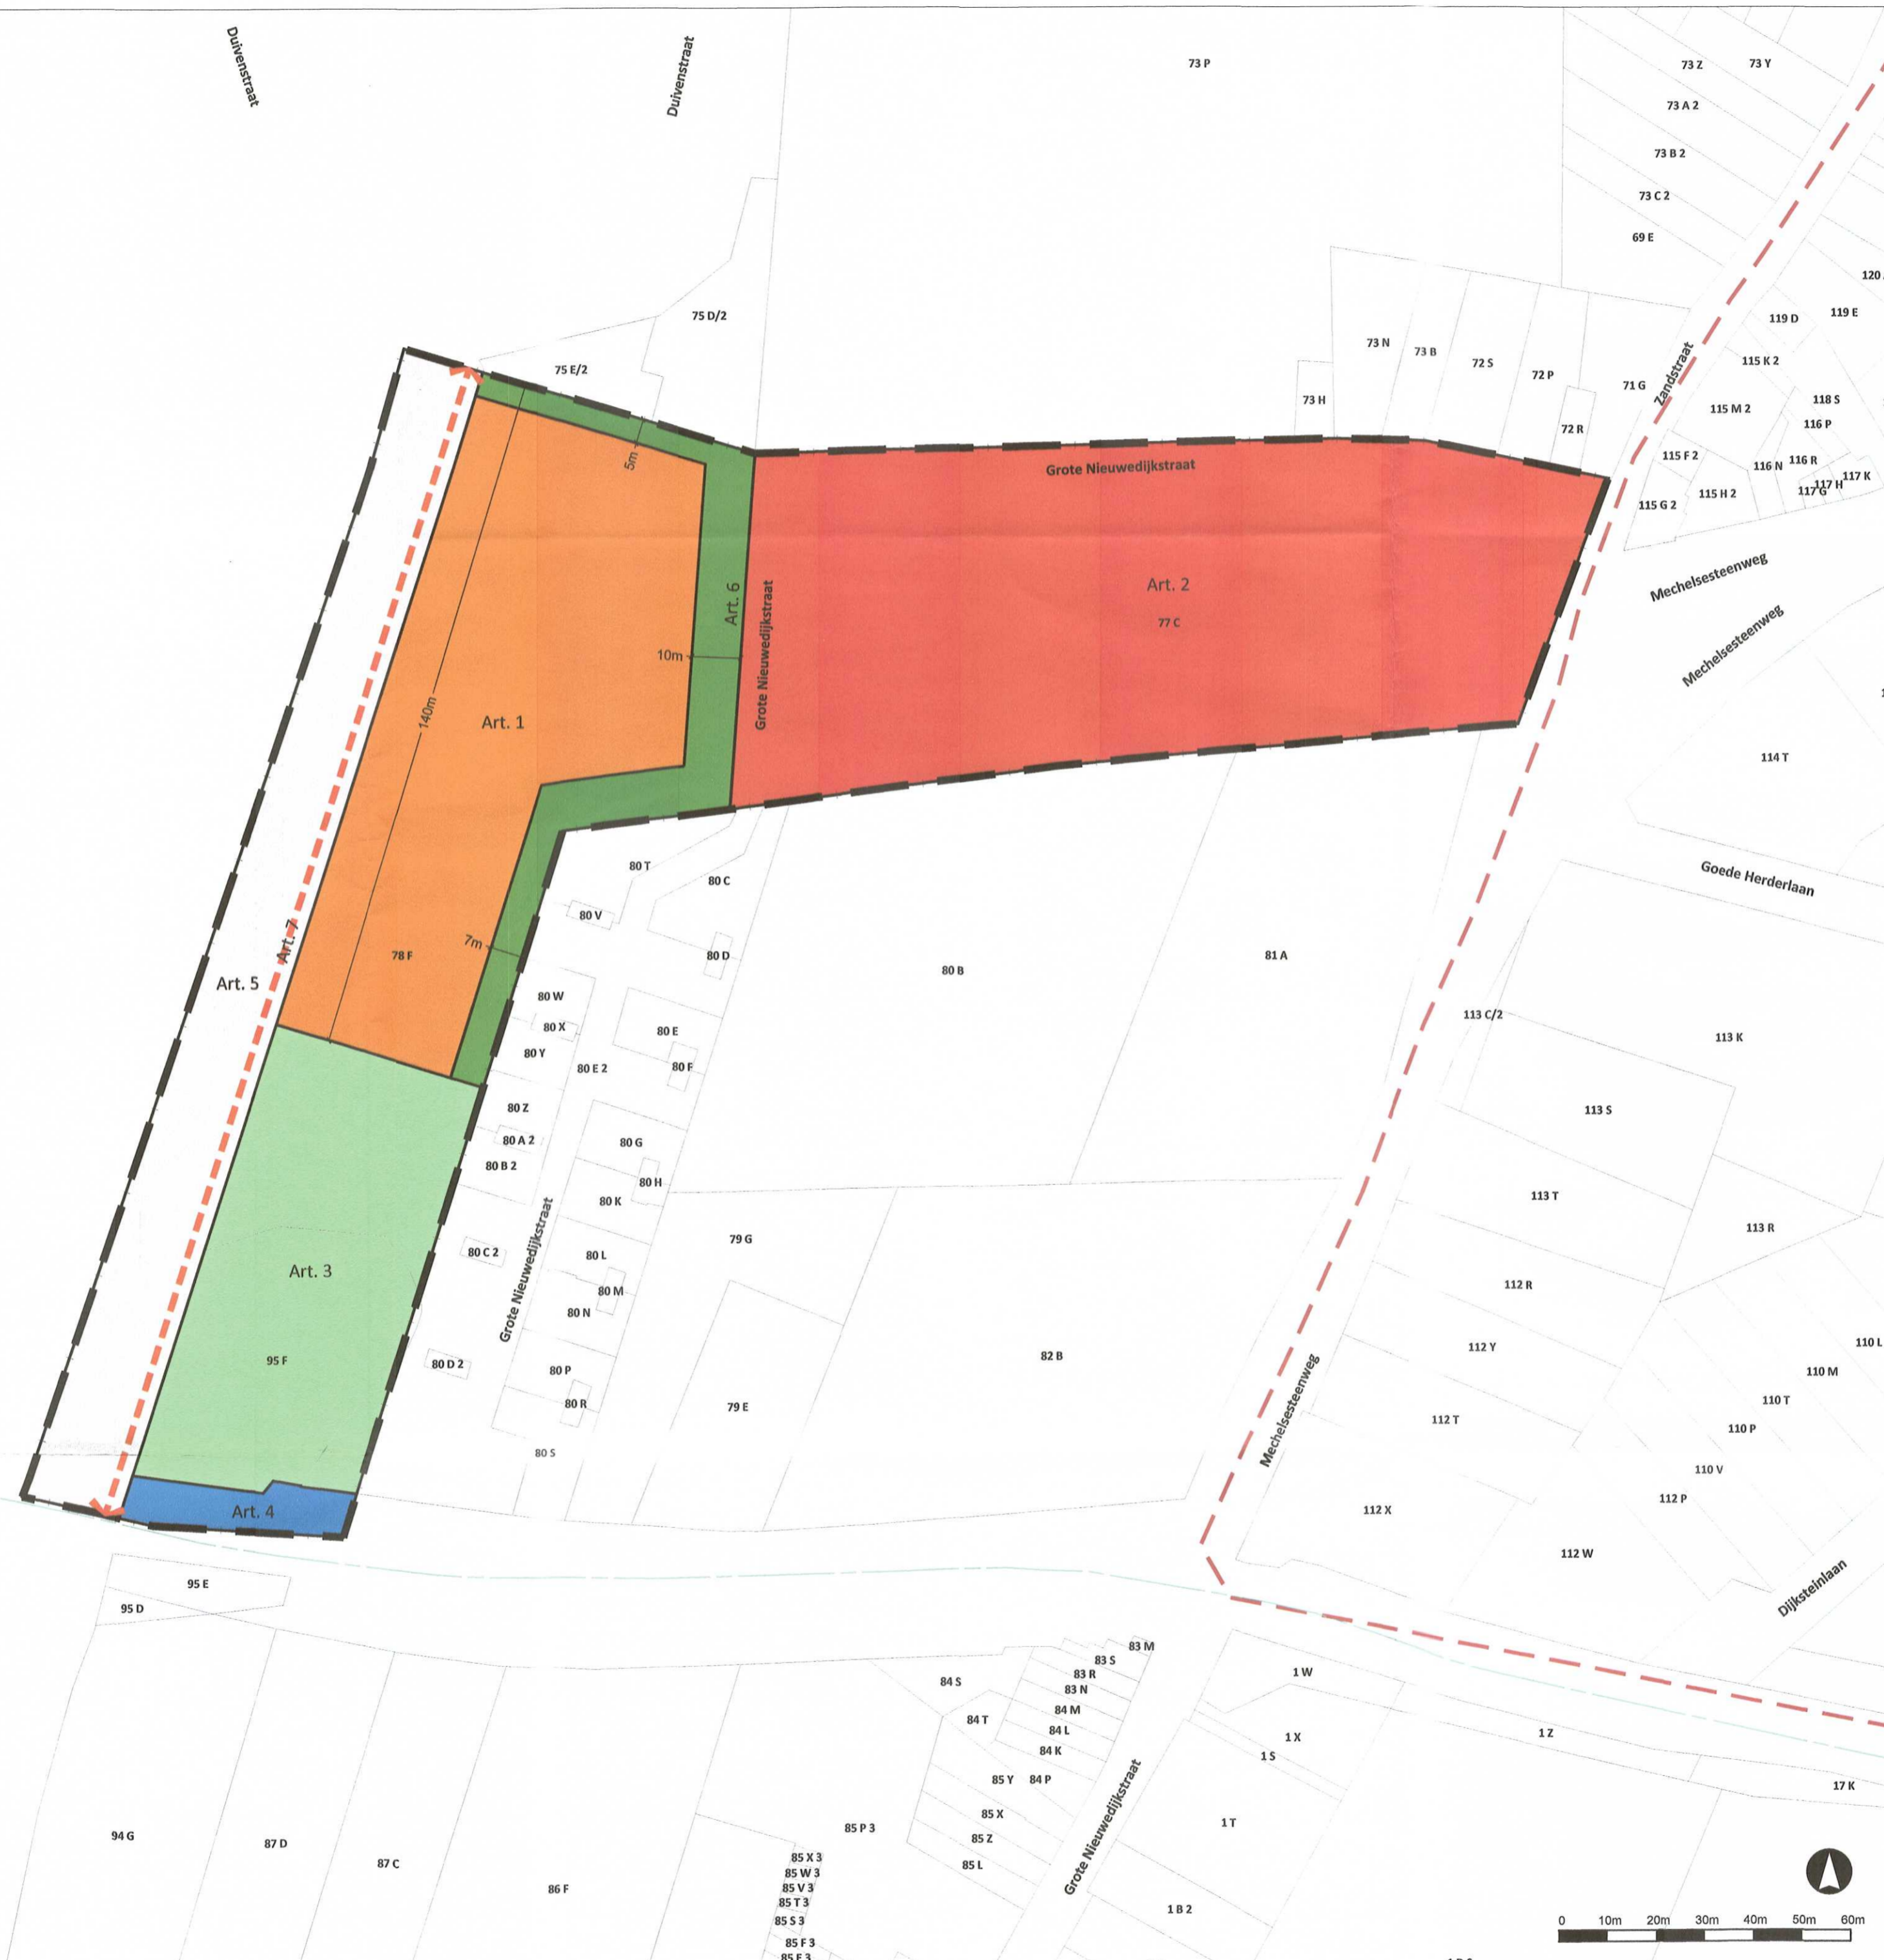 Duivenstraat
Duivenstraat
73 P
73 Z
73 Y
73 A 2
73 B 2
73 C 2
69 E
120
75 D/2
119 D
119 E
73 N
73 B
72 S
72 P
71 G
Zandstraat
115 K 2
75 E/2
73 H
72 R
115 M 2
118 S
116 P
5m
Grote Nieuwedijkstraat
115 F 2
116 N
116 R
117 K
117 H
117 G
115 G 2
115 H 2
Art. 6
Grote Nieuwedijkstraat
Art. 2
77 C
Mechelsesteenweg
Mechelsesteenweg
10m
140m
Art. 1
114 T
80 T
80 C
Goede Herderlaan
80 V
Art. 7
7m
78 F
80 D
80 B
81 A
Art. 5
80 W
80 X
80 E
113 C/2
113 K
80 Y
80 E 2
80 F
80 Z
113 S
80 A 2
80 G
80 B 2
80 H
80 K
113 T
79 G
113 R
80 C 2
Grote Nieuwedijkstraat
80 L
Art. 3
80 M
112 R
80 N
112 Y
110 L
95 F
80 D 2
80 P
82 B
110 M
80 R
79 E
Mechelsesteenweg
112 T
110 T
110 P
80 S
110 V
Art. 4
112 X
112 P
112 W
95 E
95 D
Dijksteinlaan
83 M
83 S
83 R
83 N
84 S
1 W
84 M
84 T
84 L
84 K
1 X
1 S
1 Z
85 Y
84 P
17 K
85 X
Grote Nieuwedijkstraat
1 T
94 G
87 D
87 C
85 P 3
85 Z
85 L
85 X 3
85 W 3
86 F
85 V 3
85 T 3
85 S 3
1 B 2
85 F 3
85 E 3
0 10m 20m 30m 40m 50m 60m